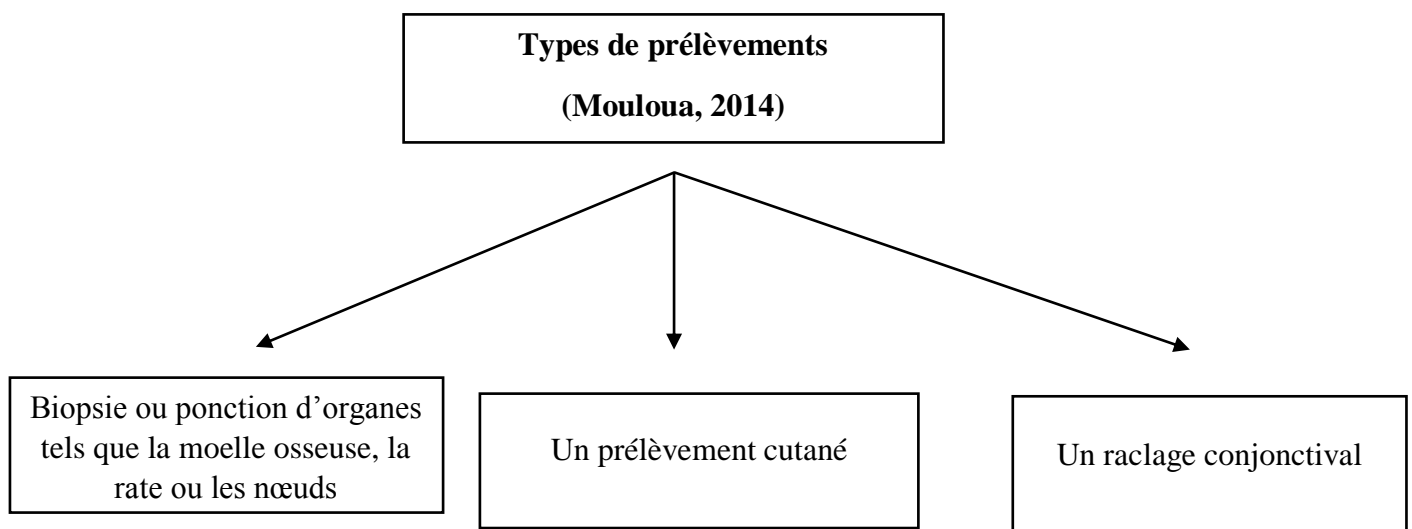 Types de prélèvements
(Mouloua, 2014)
Biopsie ou ponction d’organes
tels que la moelle osseuse, la
rate ou les nœuds
Un prélèvement cutané
Un raclage conjonctival